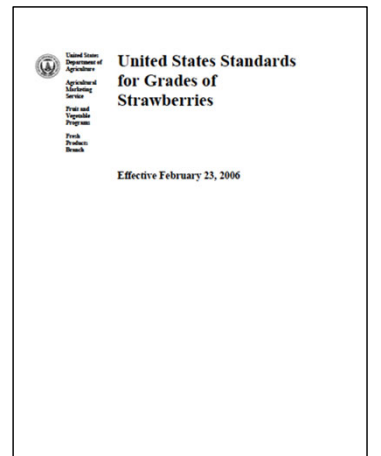 United States
Department of
Agriculture
Agricultural
Marketing
Service
Fruit and
Vegetable
Programs
Fresh
Products
Branch
United States Standards
for Grades of
Strawberries
Effective February 23, 2006